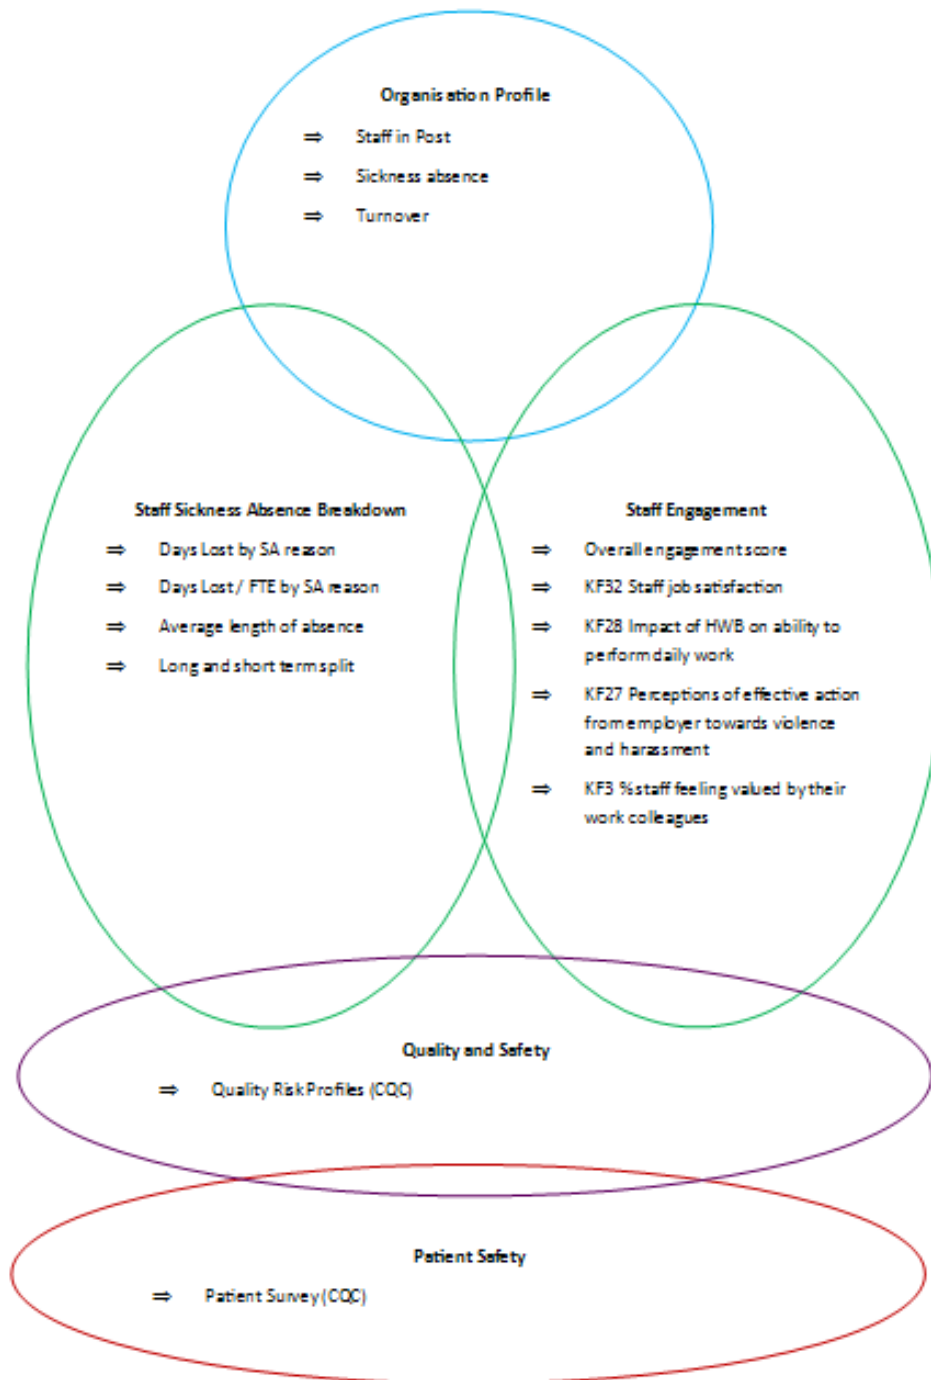 Organisation Profile
⇒ Staff in Post
⇒ Sickness absence
⇒ Turnover
Staff Sickness Absence Breakdown
⇒ Days Lost by SA reason
⇒ Days Lost / FTE by SA reason
⇒ Average length of absence
⇒ Long and short term split
Staff Engagement
⇒ Overall engagement score
⇒ KF32 Staff job satisfaction
⇒ KF28 Impact of HWB on ability to
perform daily work
⇒ KF27 Perceptions of effective action
from employer towards violence
and harassment
⇒ KF3 % staff feeling valued by their
work colleagues
Quality and Safety
⇒ Quality Risk Profiles (CQC)
Patient Safety
⇒ Patient Survey (CQC)